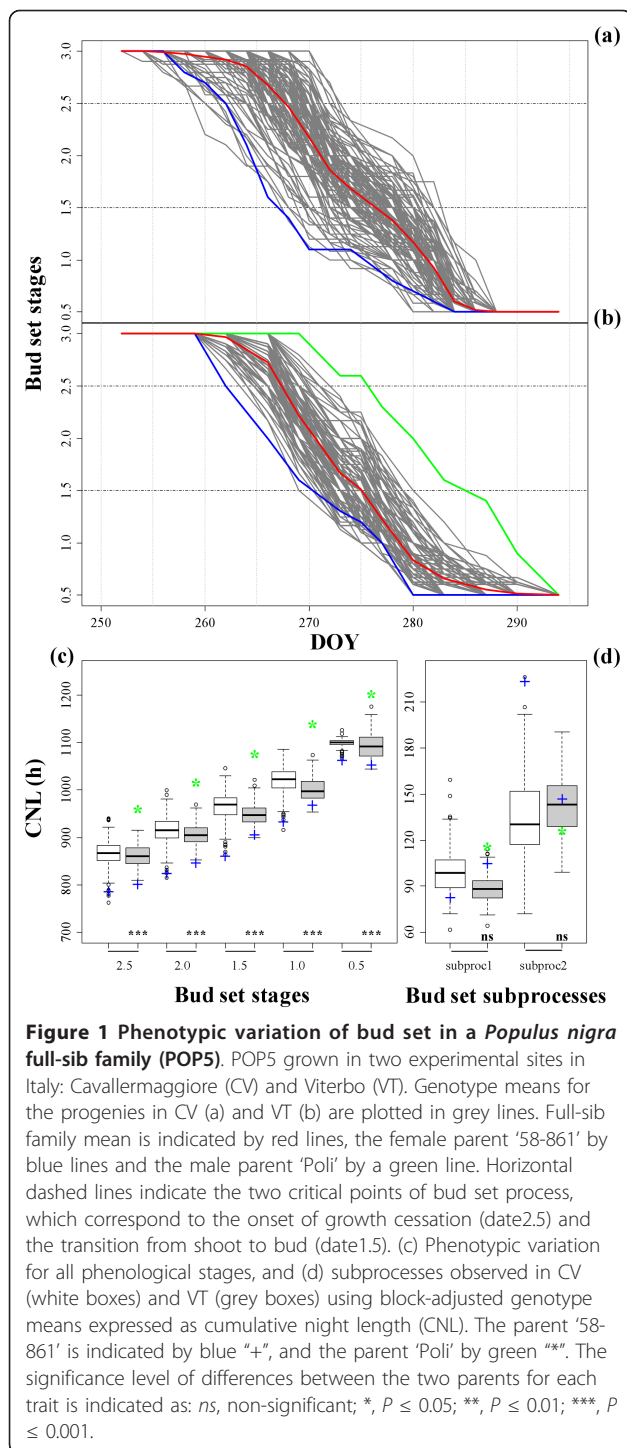 (a)
3.0
2.5
2.0
1.5
1.0
0.5
Bud set stages
(b)
3.0
2.5
2.0
1.5
1.0
0.5
250 260 270 280 290
DOY
(c)
1200
1100
1000
900
800
700
CNL (h)
* * * * *
+ + + + +
*** *** *** *** ***
2.5 2.0 1.5 1.0 0.5
Bud set stages
(d)
210
150
120
90
60
+ + + +
* *
ns ns
subproc1 subproc2
Bud set subprocesses
Figure 1 Phenotypic variation of bud set in a Populus nigra
full-sib family (POP5). POP5 grown in two experimental sites in
Italy: Cavallermaggiore (CV) and Viterbo (VT). Genotype means for
the progenies in CV (a) and VT (b) are plotted in grey lines. Full-sib
family mean is indicated by red lines, the female parent '58-861' by
blue lines and the male parent 'Poli' by a green line. Horizontal
dashed lines indicate the two critical points of bud set process,
which correspond to the onset of growth cessation (date2.5) and
the transition from shoot to bud (date1.5). (c) Phenotypic variation
for all phenological stages, and (d) subprocesses observed in CV
(white boxes) and VT (grey boxes) using block-adjusted genotype
means expressed as cumulative night length (CNL). The parent '58-
861' is indicated by blue "+", and the parent 'Poli' by green "*". The
significance level of differences between the two parents for each
trait is indicated as: ns, non-significant; *, P ≤ 0.05; **, P ≤ 0.01; ***, P
≤ 0.001.